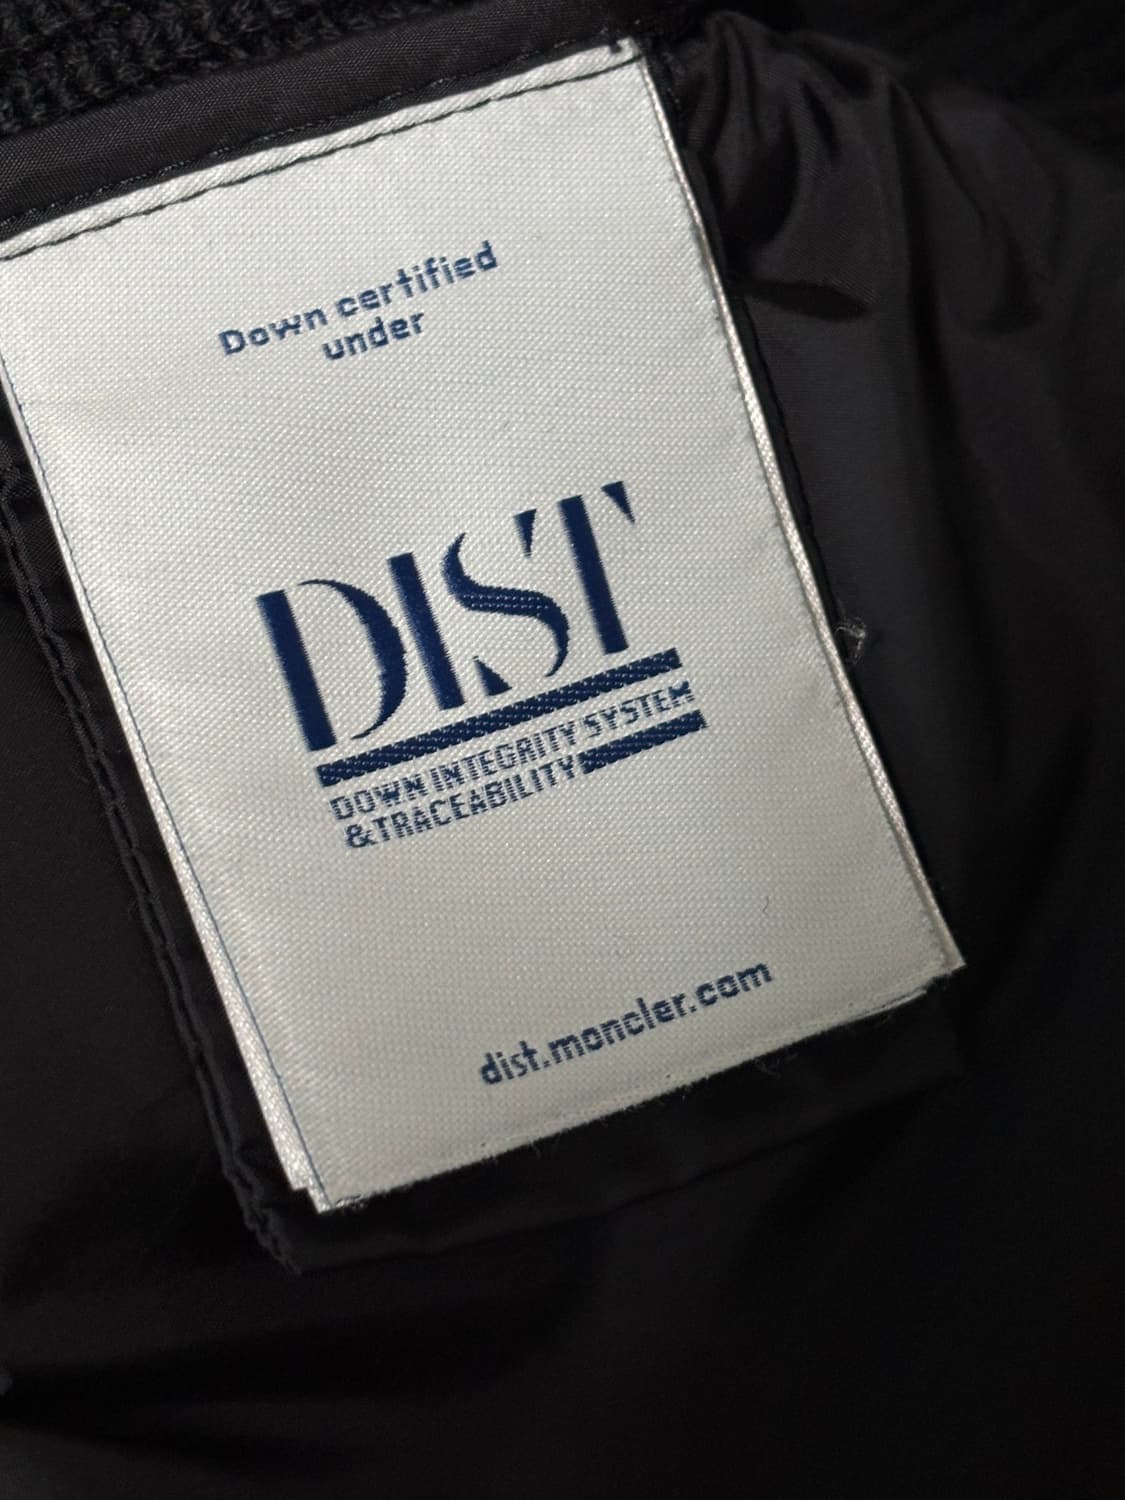 Down certified
under
DIST
DOWN INTEGRITY SYSTEM
&TRACEABILITY
dist.moncler.com